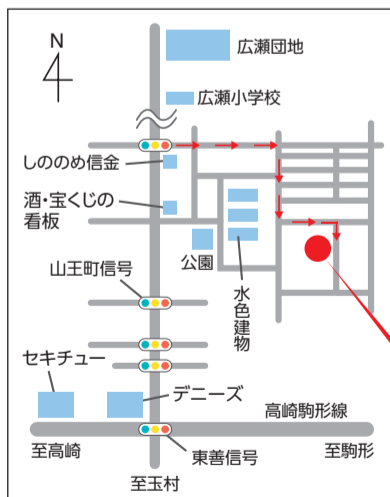 N
広瀬団地
広瀬小学校
しののめ信金
酒・宝くじの
看板
公園
水色建物
山王町信号
セキチュー
デニーズ
高崎駒形線
至高崎
東善信号
至駒形
至玉村